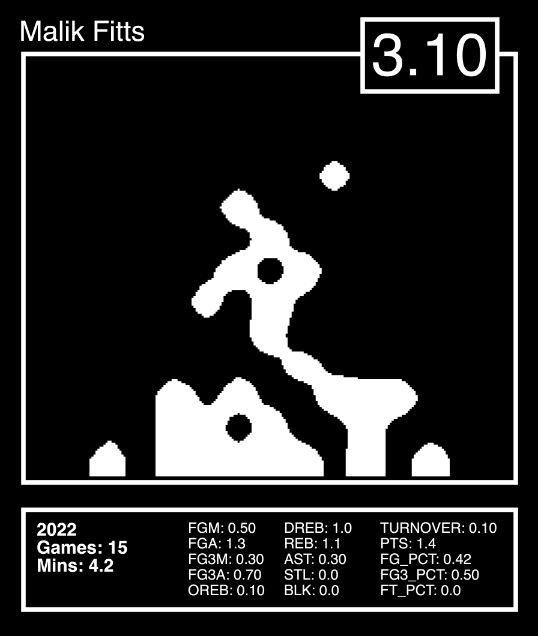 Malik Fitts
3.10
2022
Games: 15
Mins: 4.2
FGM: 0.50
FGA: 1.3
FG3M: 0.30
FG3A: 0.70
OREB: 0.10
DREB: 1.0
REB: 1.1
AST: 0.30
STL: 0.0
BLK: 0.0
TURNOVER: 0.10
PTS: 1.4
FG_PCT: 0.42
FG3_PCT: 0.50
FT_PCT: 0.0